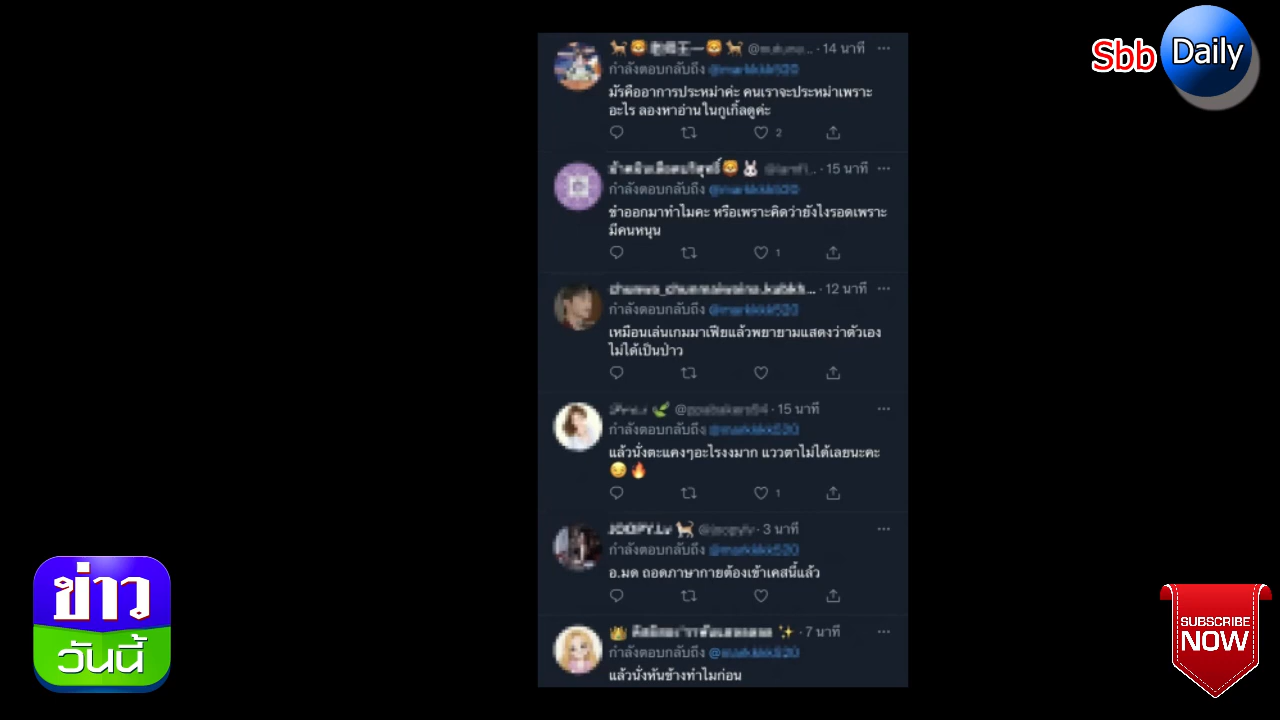 Sbb Daily
· 14 นาที
กำลังตอบกลับถึง
มัรคืออาการประหม่าค่ะ คนเราจะประหม่าเพราะ
อะไร ลองหาอ่านในกูเกิ้ลดูค่ะ
2
· 15 นาที
กำลังตอบกลับถึง
ขำออกมาทำไมคะ หรือเพราะคิดว่ายังไงรอดเพราะ
มีคนหนุน
1
· 12 นาที
กำลังตอบกลับถึง
เหมือนเล่นเกมมาเฟียแล้วพยายามแสดงว่าตัวเอง
ไม่ได้เป็นป่าว
· 15 นาที
กำลังตอบกลับถึง
แล้วนั่งตะแคงๆอะไรงงมาก แววตาไม่ได้เลยนะคะ
😏🔥
1
· 3 นาที
กำลังตอบกลับถึง
อ.มด ถอดภาษากายต้องเข้าเคสนี้แล้ว
· 7 นาที
กำลังตอบกลับถึง
แล้วนั่งหันข้างทำไมก่อน
ข่าว
วันนี้
SUBSCRIBE
NOW